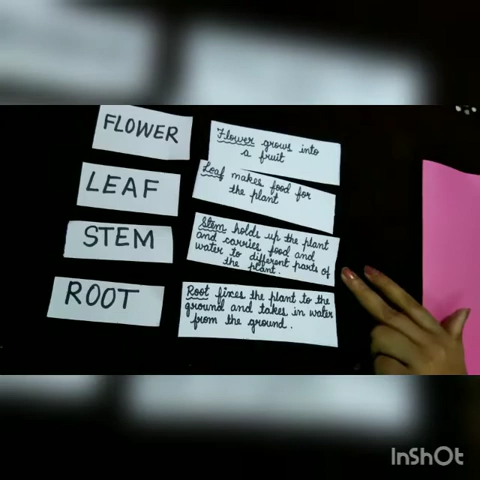 FLOWER
Flower grows into
a fruit
LEAF
Leaf makes food for
the plant
STEM
Stem holds up the plant
and carries food and
water to different parts of
the plant.
ROOT
Root fixes the plant to the
ground and takes in water
from the ground.
InShOt